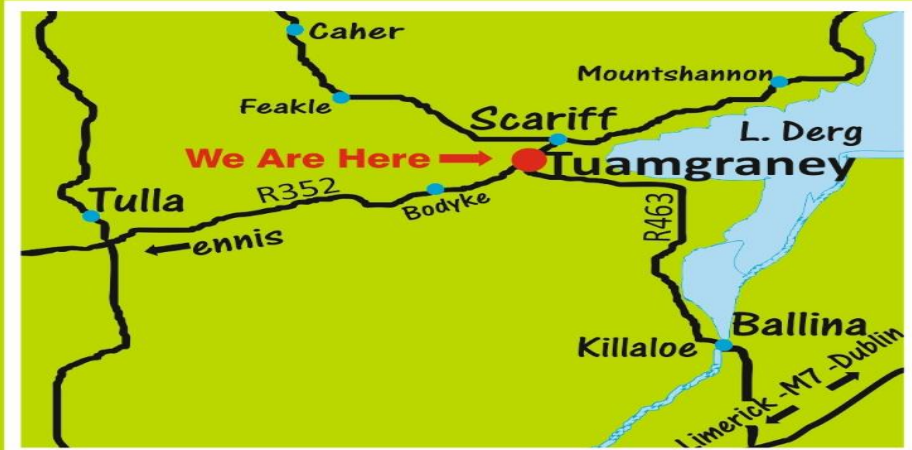 Caher
Mountshannon
Feakle
Scariff
L. Derg
We Are Here
Tuamgraney
R352
Tulla
Bodyke
R463
ennis
Ballina
Killaloe
Limerick -M7 -Dublin